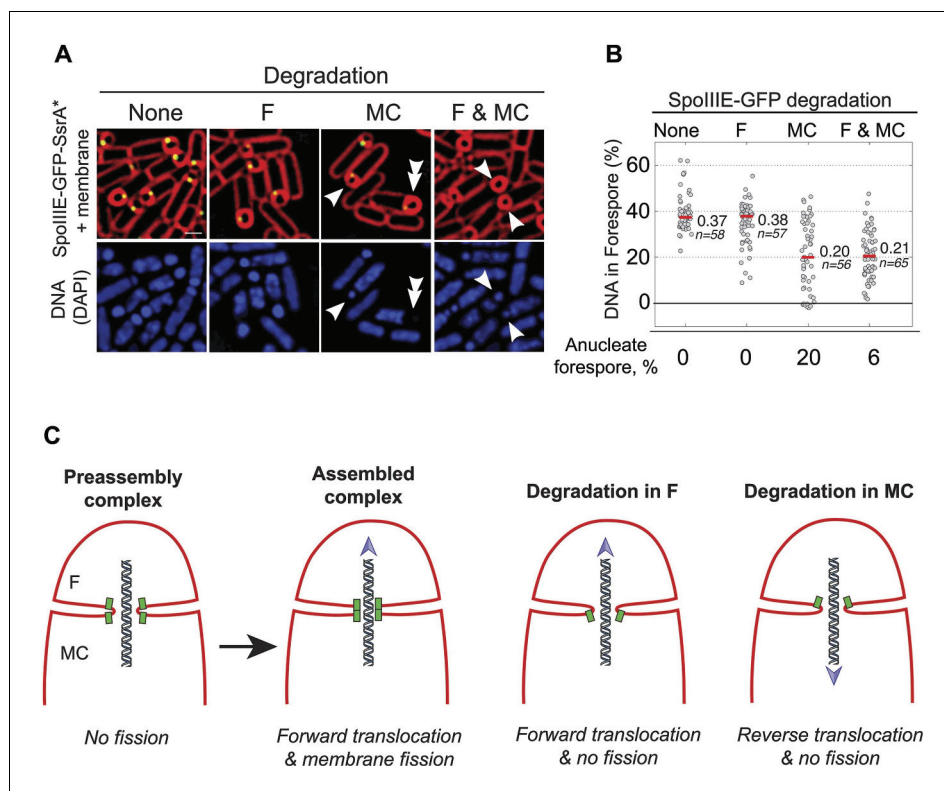 A
Degradation
None F MC F & MC
SpoIIIE-GFP-SsrA*
+ membrane
DNA
(DAPI)
B
SpoIIIE-GFP degradation
None F MC F & MC
DNA in Forespore (%)
60
40
20
0
0.37
n=58
0.38
n=57
0.20
n=56
0.21
n=65
Anucleate
forespore, %
0 0 20 6
C
Preassembly
complex
F
MC
No fission
Assembled
complex
Forward translocation
& membrane fission
Degradation in F
Forward translocation
& no fission
Degradation in MC
Reverse translocation
& no fission